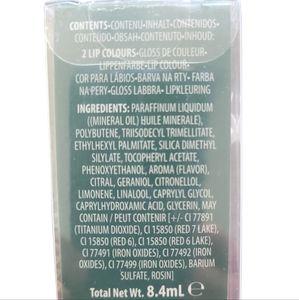 CONTENTS-CONTENU-INHALT-CONTENIDOS
CONTEÚDO-OBSAH-CONTENUTO-INHOUD:
2 LIP COLOURS-GLOSS DE COULEUR-
LIPPENFARBE-LIP COLOUR-
COR PARA LÁBIOS-BARVA NA RTY-FARBA
NA PERY-GLOSS LABBRA-LIPKLEURING
INGREDIENTS: PARAFFINUM LIQUIDUM
((MINERAL OIL) HUILE MINERALE),
POLYBUTENE, TRIISODECYL TRIMELLITATE,
ETHYLHEXYL PALMITATE, SILICA DIMETHYL
SILYLATE, TOCOPHERYL ACETATE,
PHENOXYETHANOL, AROMA (FLAVOR),
CITRAL, GERANIOL, CITRONELLOL,
LIMONENE, LINALOOL, CAPRYLYL GLYCOL,
CAPRYLHYDROXAMIC ACID, GLYCERIN, MAY
CONTAIN / PEUT CONTENIR [+/- CI 77891
(TITANIUM DIOXIDE), CI 15850 (RED 7 LAKE),
CI 15850 (RED 6), CI 15850 (RED 6 LAKE),
CI 77491 (IRON OXIDES), CI 77492 (IRON
OXIDES), CI 77499 (IRON OXIDES), BARIUM
SULFATE, ROSIN]
Total Net Wt. 8.4ml ℮